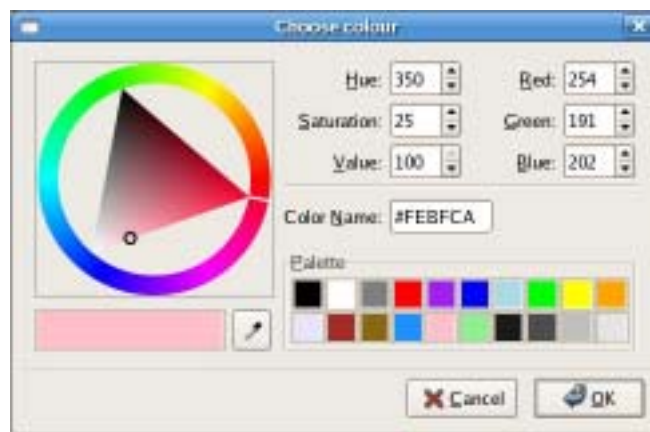 Choose colour
Hue: 350 Red: 254
Saturation: 25 Green: 191
Value: 100 Blue: 202
Color Name: #FEBFCA
Palette
Cancel OK